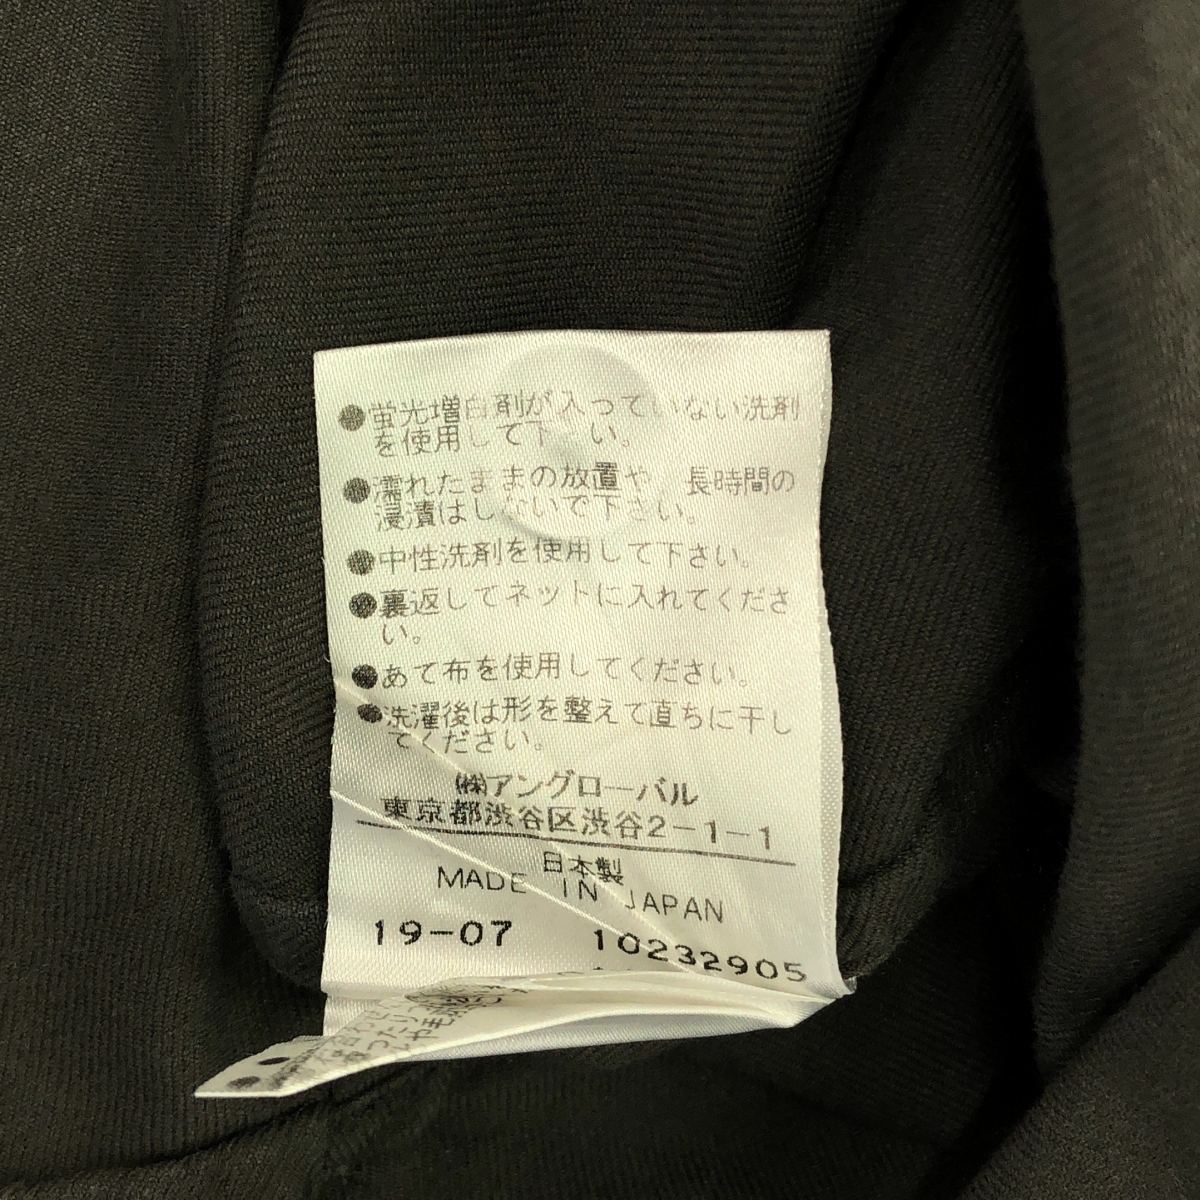 ●蛍光増白剤が入っていない洗剤
を使用して下さい。
●濡れたままの放置や 長時間の
浸漬はしないで下さい。
●中性洗剤を使用して下さい。
●裏返してネットに入れてくださ
い。
●あて布を使用してください。
●洗濯後は形を整えて直ちに干し
てください。
㈱アングローバル
東京都渋谷区渋谷2-1-1
日本製
MADE IN JAPAN
19-07 10232905